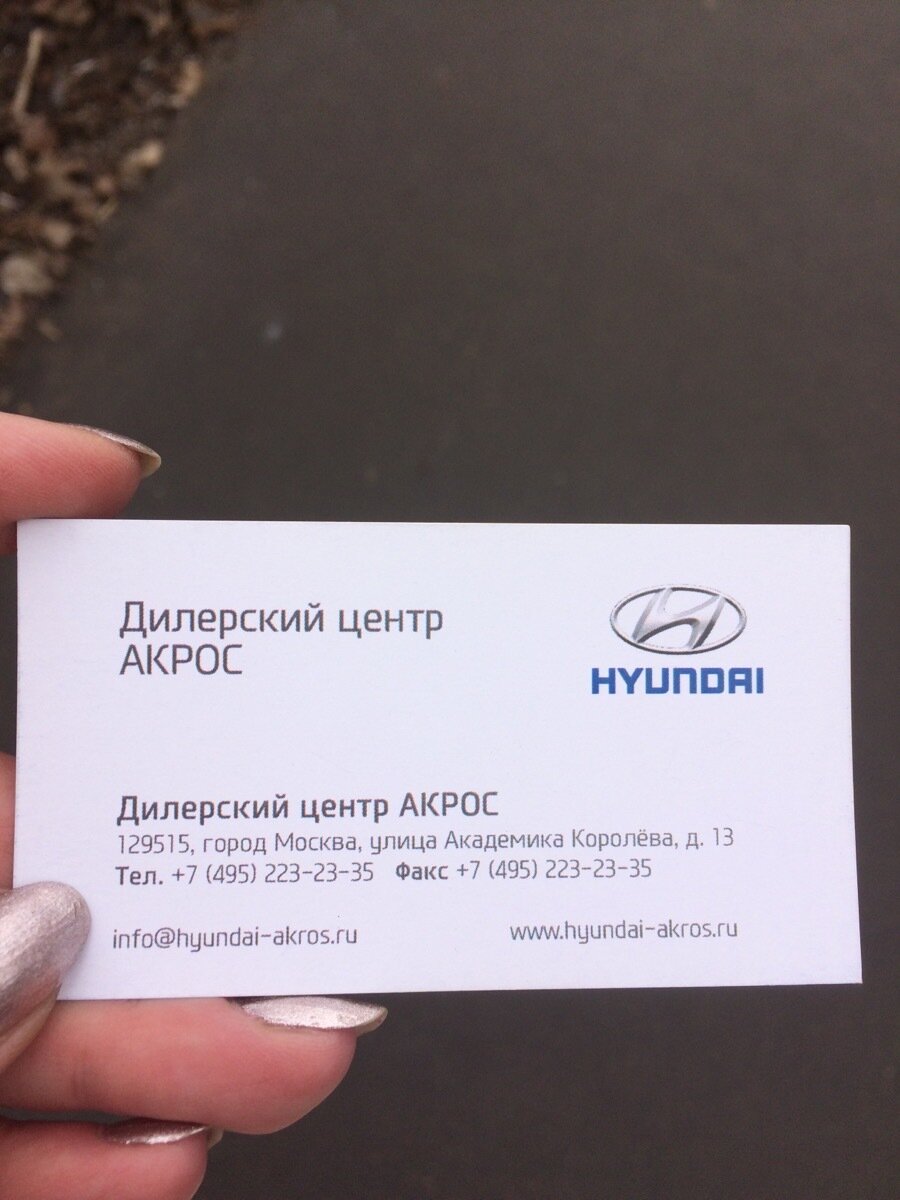 Дилерский центр
АКРОС
HYUNDAI
Дилерский центр АКРОС
129515, город Москва, улица Академика Королёва, д. 13
Тел. +7 (495) 223-23-35 Факс +7 (495) 223-23-35
info@hyundai-akros.ru www.hyundai-akros.ru